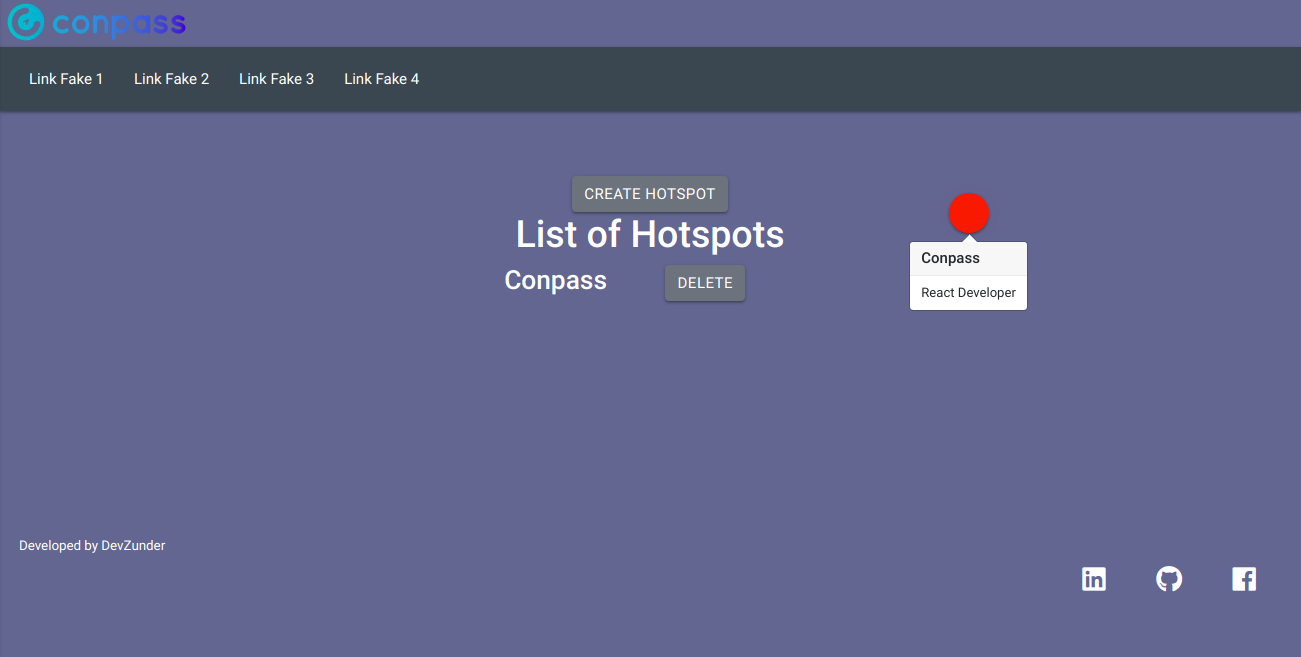 conpass
Link Fake 1 Link Fake 2 Link Fake 3 Link Fake 4
CREATE HOTSPOT
List of Hotspots
Conpass DELETE
Conpass
React Developer
Developed by DevZunder
in
f